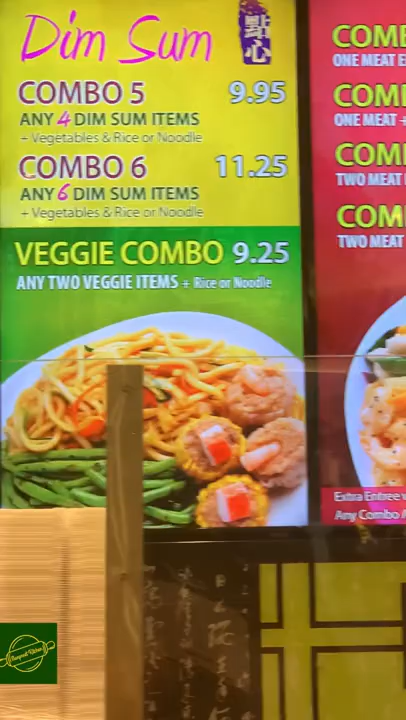 Dim Sum
點心
COMBO 5 9.95
ANY 4 DIM SUM ITEMS
+ Vegetables & Rice or Noodle
COMBO 6 11.25
ANY 6 DIM SUM ITEMS
+ Vegetables & Rice or Noodle
VEGGIE COMBO 9.25
ANY TWO VEGGIE ITEMS + Rice or Noodle
COMB
ONE MEAT E
COMB
ONE MEAT +
COMB
TWO MEAT
COM
TWO MEAT
Extra Entree
Any Combo